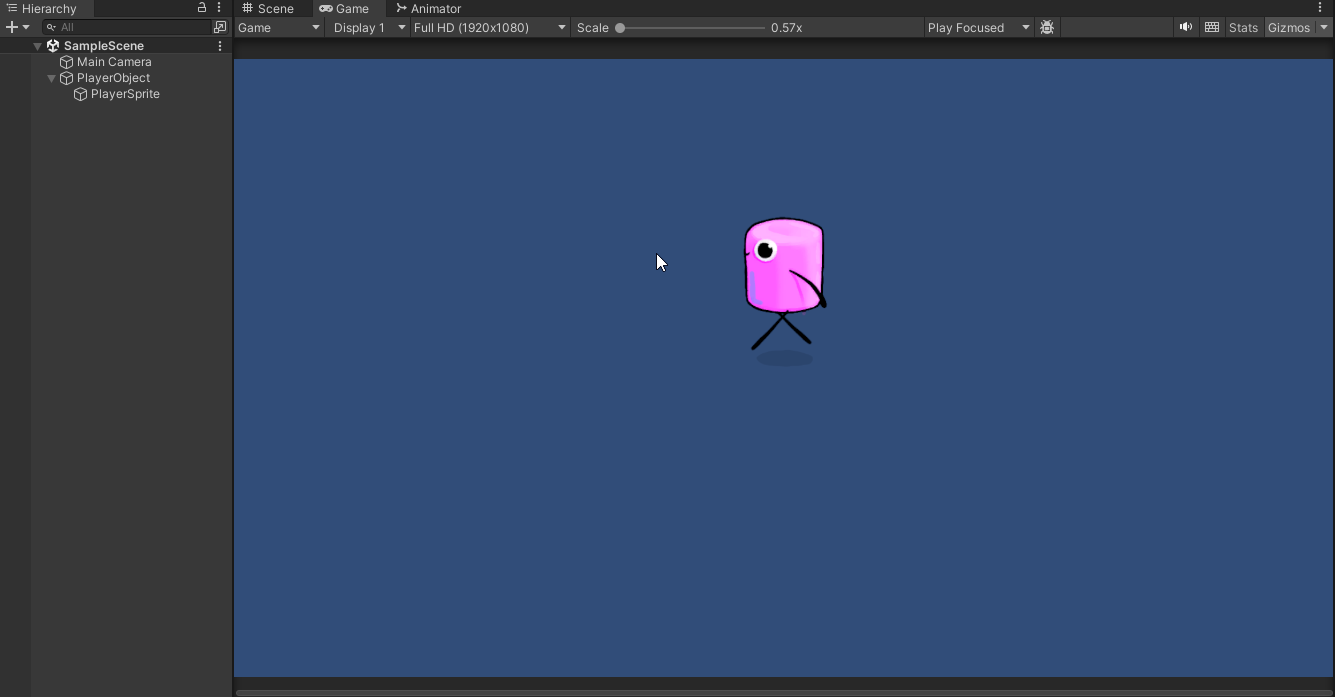 Hierarchy
All
SampleScene
Main Camera
PlayerObject
PlayerSprite
Scene Game Animator
Game Display 1 Full HD (1920x1080) Scale 0.57x Play Focused Stats Gizmos